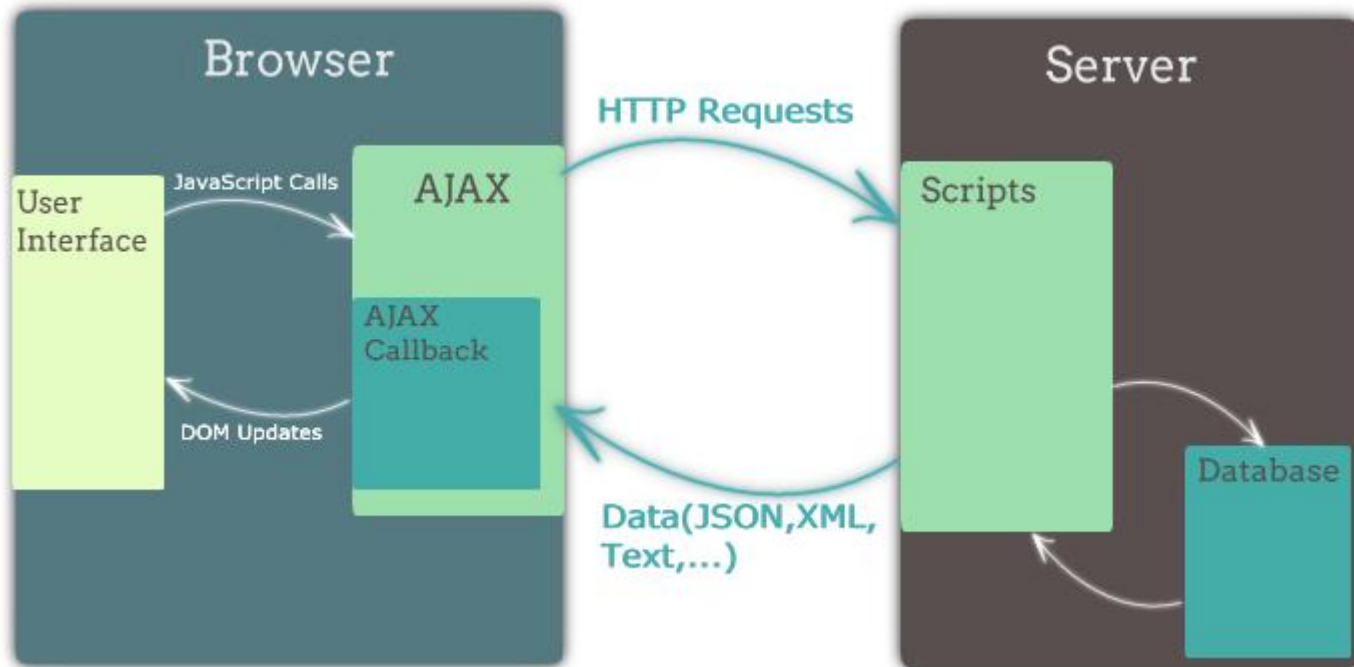 Browser
Server
HTTP Requests
JavaScript Calls
AJAX
User
Interface
Scripts
AJAX
Callback
DOM Updates
Database
Data(JSON,XML,
Text,...)